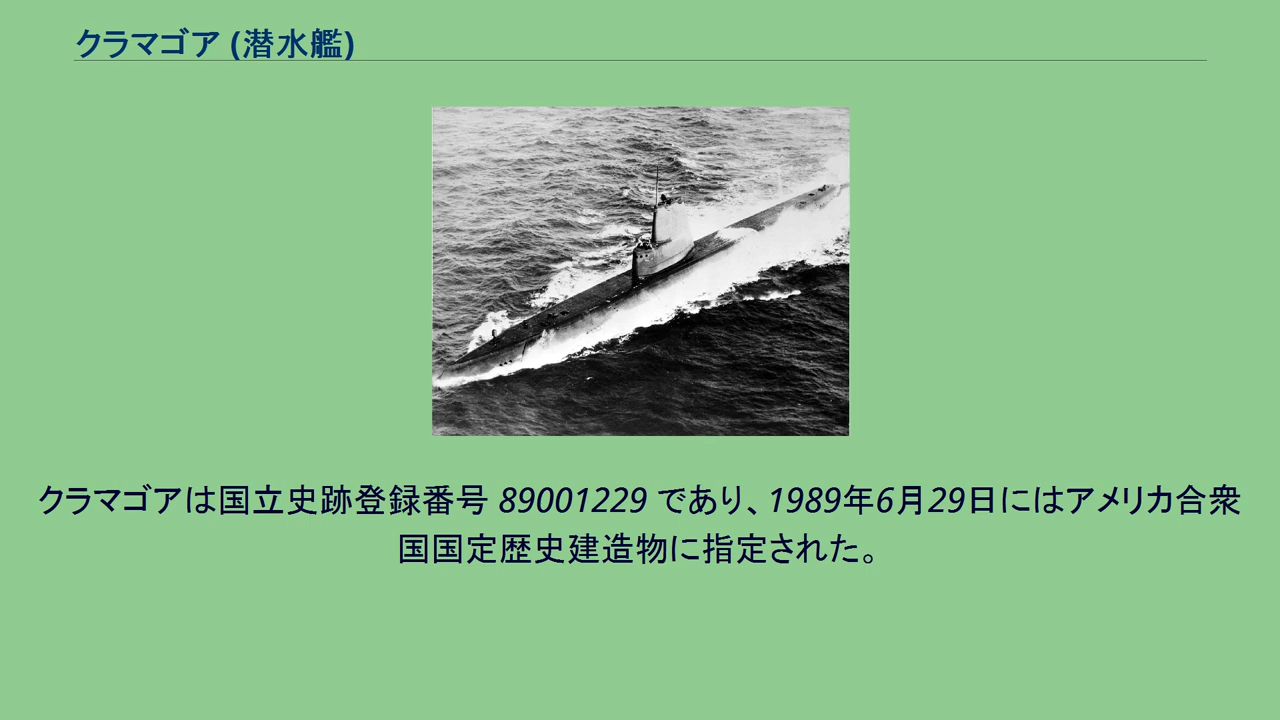 クラマゴア (潜水艦)
クラマゴアは国立史跡登録番号 89001229 であり、1989年6月29日にはアメリカ合衆
国国定歴史建造物に指定された。